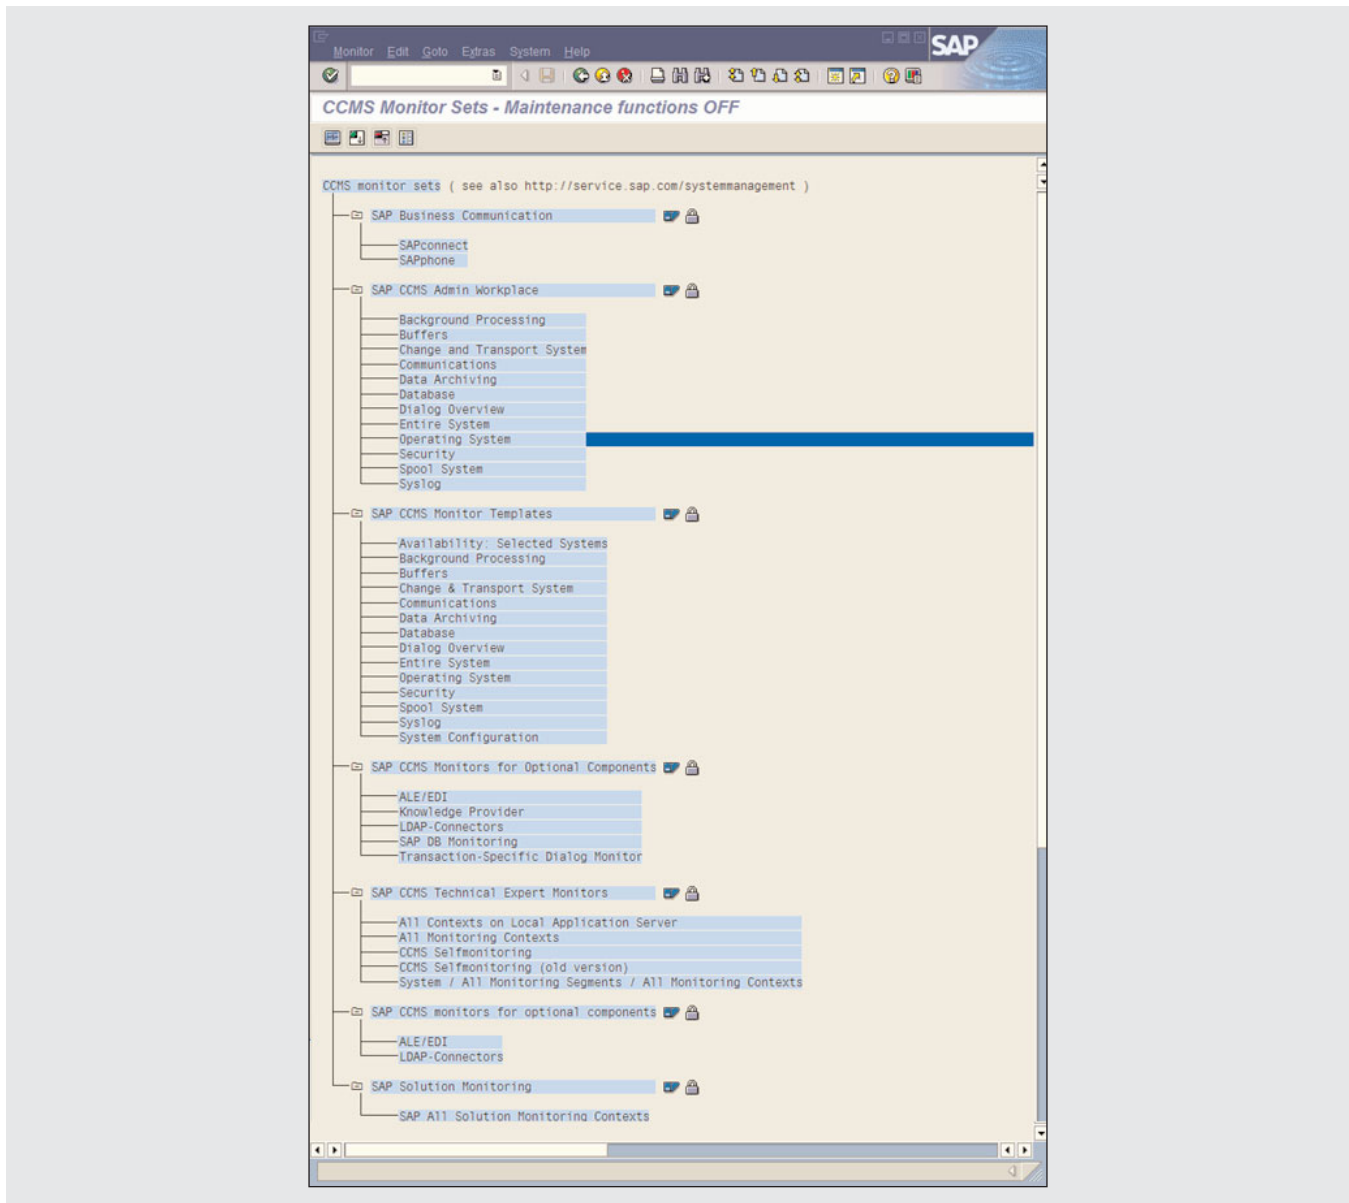 Monitor Edit Goto Extras System Help
SAP
CCMS Monitor Sets - Maintenance functions OFF
CCMS monitor sets ( see also http://service.sap.com/systemmanagement )
SAP Business Communication
SAPconnect
SAPphone
SAP CCMS Admin Workplace
Background Processing
Buffers
Change and Transport System
Communications
Data Archiving
Database
Dialog Overview
Entire System
Operating System
Security
Spool System
Syslog
SAP CCMS Monitor Templates
Availability: Selected Systems
Background Processing
Buffers
Change & Transport System
Communications
Data Archiving
Database
Dialog Overview
Entire System
Operating System
Security
Spool System
Syslog
System Configuration
SAP CCMS Monitors for Optional Components
ALE/EDI
Knowledge Provider
LDAP-Connectors
SAP DB Monitoring
Transaction-Specific Dialog Monitor
SAP CCMS Technical Expert Monitors
All Contexts on Local Application Server
All Monitoring Contexts
CCMS Selfmonitoring
CCMS Selfmonitoring (old version)
System / All Monitoring Segments / All Monitoring Contexts
SAP CCMS monitors for optional components
ALE/EDI
LDAP-Connectors
SAP Solution Monitoring
SAP All Solution Monitoring Contexts